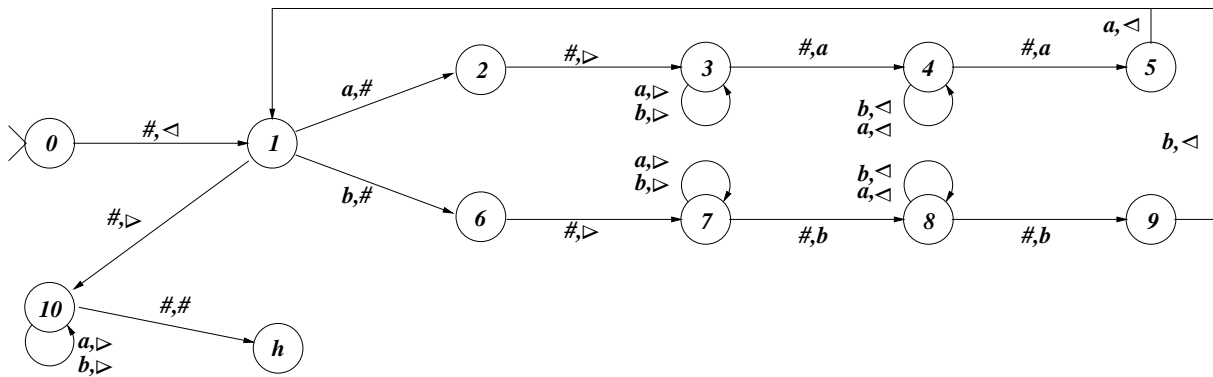 a,⊲
2 #,⊳ 3 #,a 4 #,a 5
a,# a,⊳ b,⊲
b,⊳ a,⊲
0 #,⊲ 1 b,⊲
a,⊳ b,⊲
b,# b,⊳ a,⊲
#,⊳ 6 #,⊳ 7 #,b 8 #,b 9
10 #,# h
a,⊳
b,⊳